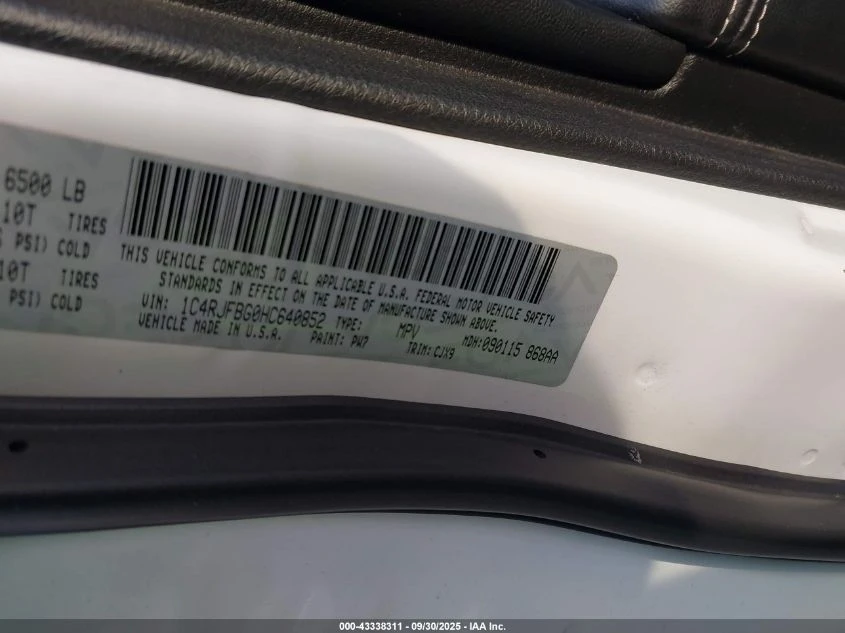 6500 LB
10T TIRES
PSI) COLD
10T TIRES
PSI) COLD
THIS VEHICLE CONFORMS TO ALL APPLICABLE U.S.A. FEDERAL MOTOR VEHICLE SAFETY
STANDARDS IN EFFECT ON THE DATE OF MANUFACTURE SHOWN ABOVE.
VIN: 1C4RJFBG0HC640852 TYPE: MPV MDH:090115 868AA
VEHICLE MADE IN U.S.A. PAINT: PW7 TRIM: CJX9
000-43338311 - 09/30/2025 - IAA Inc.